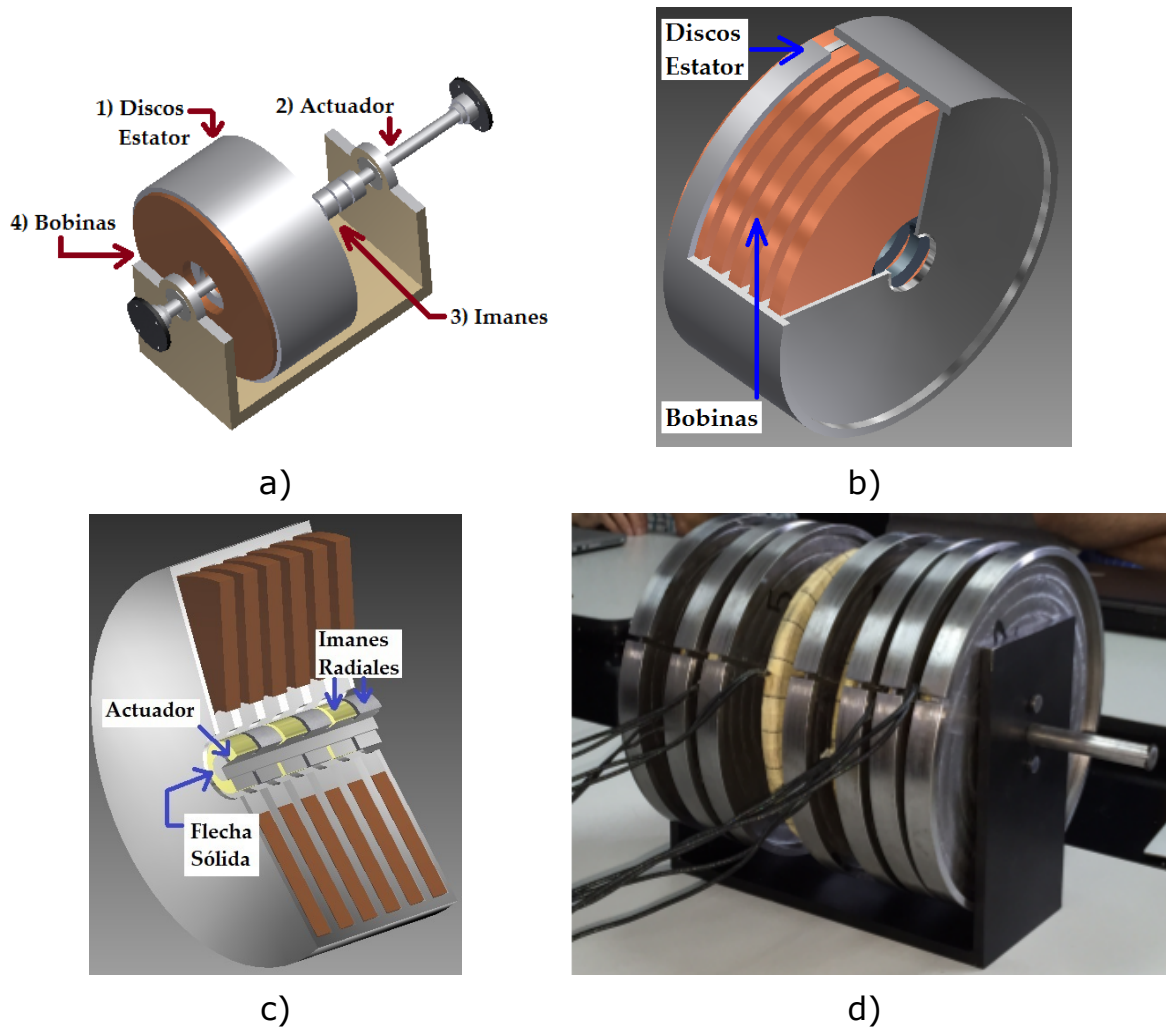 1) Discos
Estator
2) Actuador
4) Bobinas
3) Imanes
a)
Discos
Estator
Bobinas
b)
Imanes
Radiales
Actuador
Flecha
Sólida
c)
d)